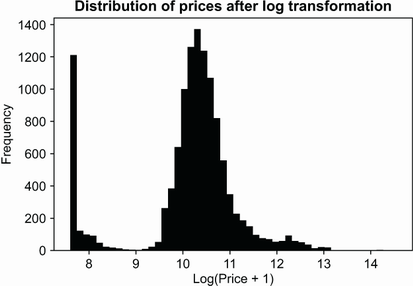 Distribution of prices after log transformation
1400
1200
1000
800
600
400
200
0
Frequency
8 9 10 11 12 13 14
Log(Price + 1)